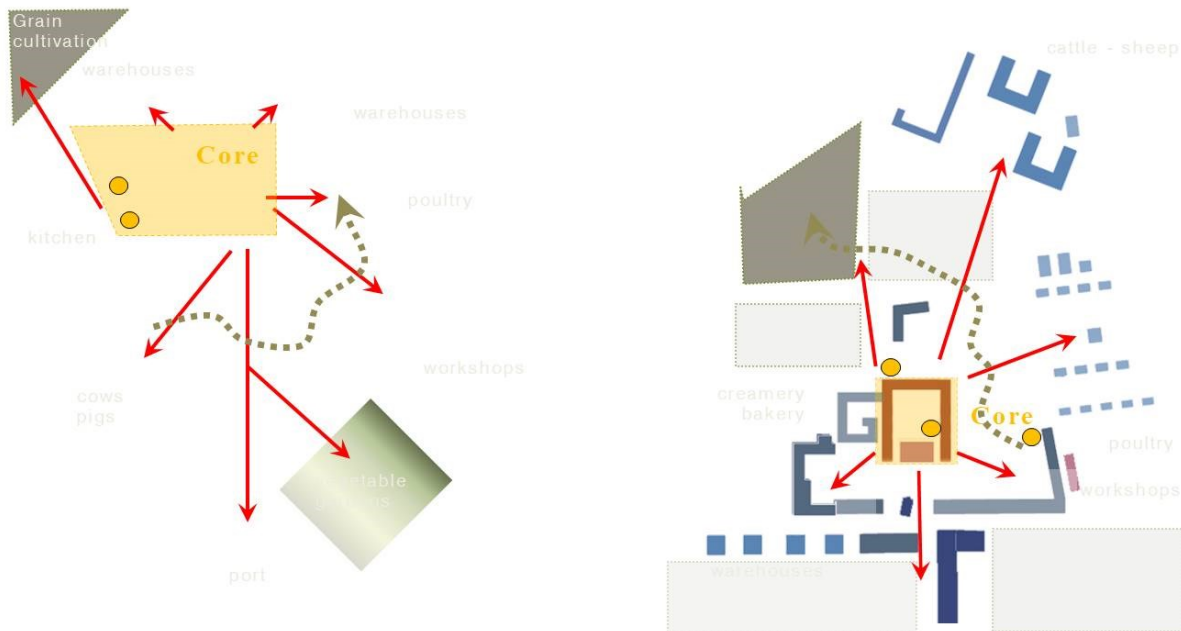 Grain
cultivation
warehouses
warehouses
Core
poultry
kitchen
workshops
cows
pigs
port
cattle - sheep
creamery
bakery
Core
poultry
workshops
warehouses